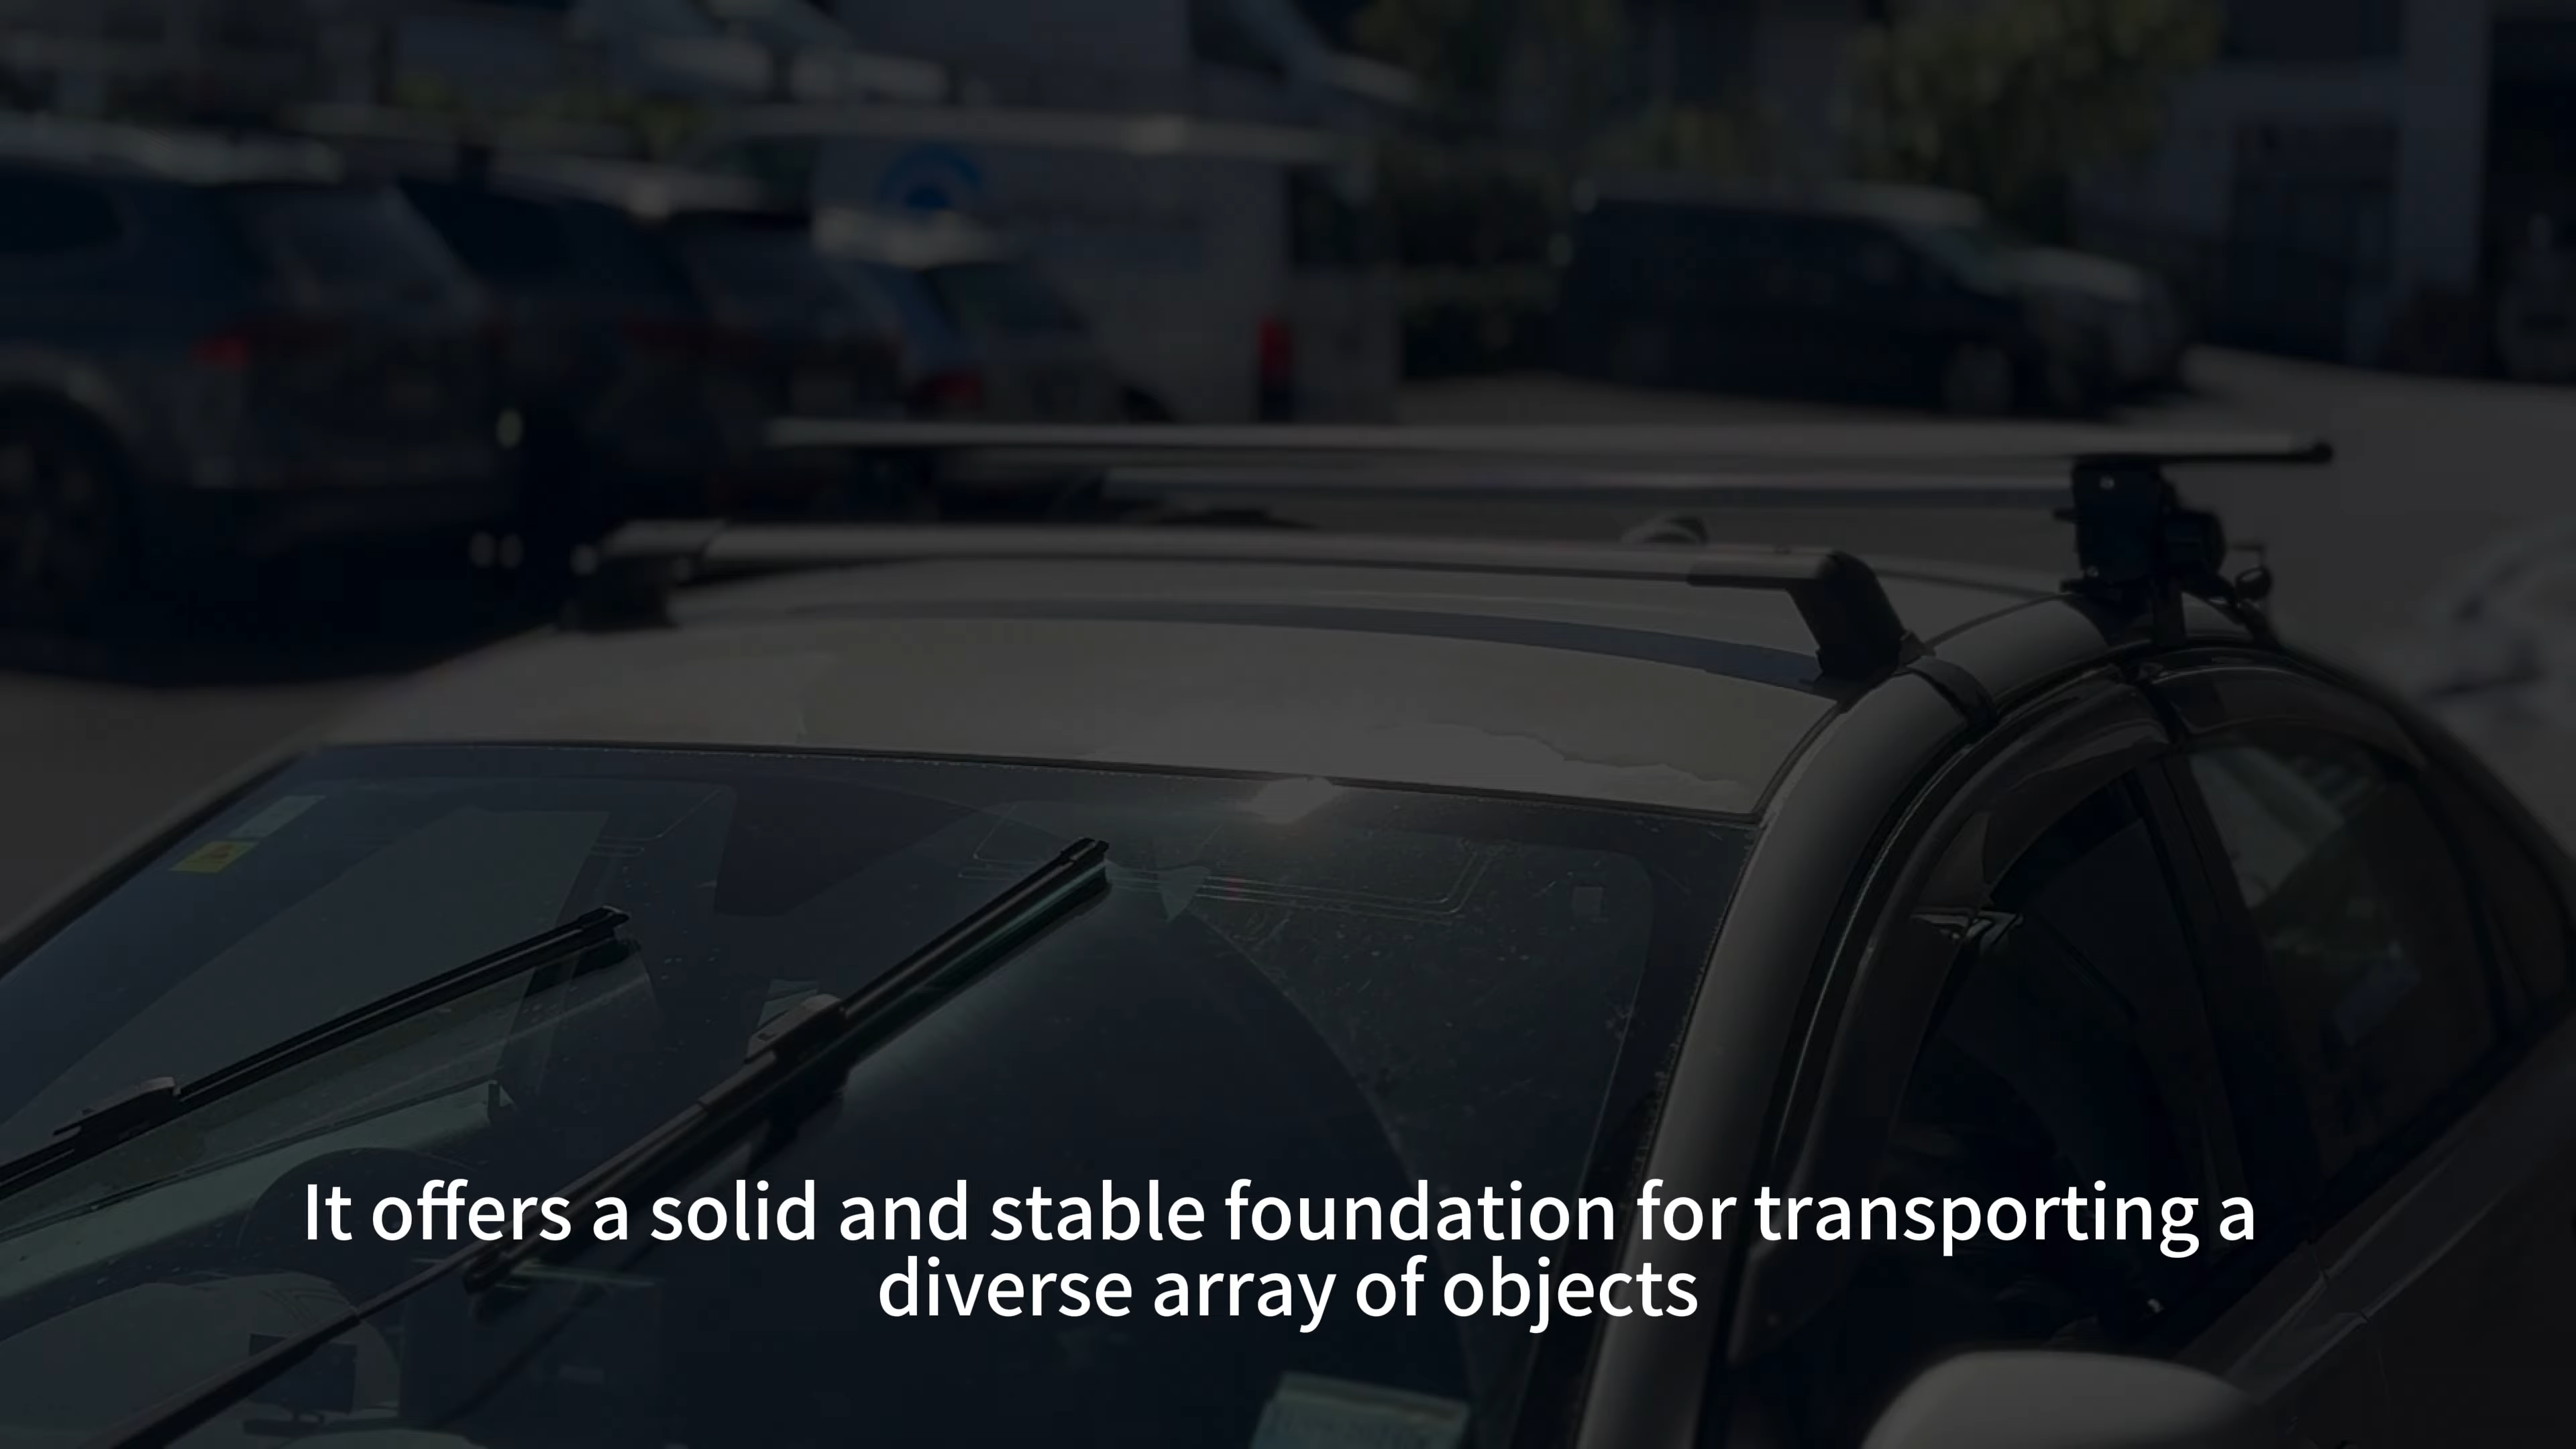 It offers a solid and stable foundation for transporting a
diverse array of objects